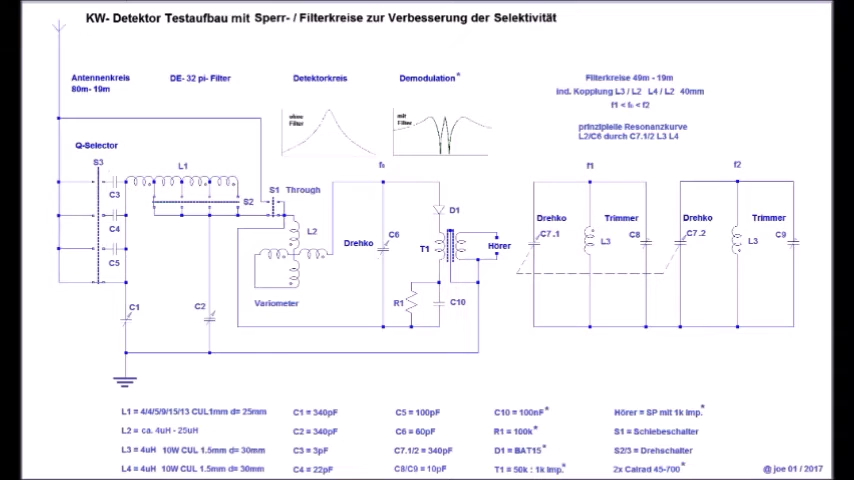 KW- Detektor Testaufbau mit Sperr- / Filterkreise zur Verbesserung der Selektivität
Antennenkreis
80m- 19m
DE- 32 pi- Filter
Detektorkreis
Demodulation*
Filterkreise 49m - 19m
ind. Kopplung L3 / L2 L4 / L2 40mm
f1 < f₀ < f2
prinzipielle Resonanzkurve
L2/C6 durch C7.1/2 L3 L4
ohne
Filter
mit
Filter
Q-Selector
S3
L1
C3
C4
C5
S2
S1 Through
L2
Variometer
C1
C2
f₀
Drehko
C6
D1
T1
Hörer
R1
C10
f1
Drehko
C7.1
Trimmer
L3
C8
f2
Drehko
C7.2
Trimmer
L3
C9
L1 = 4/4/5/9/15/13 CUL1mm d= 25mm
L2 = ca. 4uH - 25uH
L3 = 4uH 10W CUL 1.5mm d= 30mm
L4 = 4uH 10W CUL 1.5mm d= 30mm
C1 = 340pF
C2 = 340pF
C3 = 3pF
C4 = 22pF
C5 = 100pF
C6 = 60pF
C7.1/2 = 340pF
C8/C9 = 10pF
C10 = 100nF*
R1 = 100k*
D1 = BAT15*
T1 = 50k : 1k Imp.*
Hörer = SP mit 1k Imp.*
S1 = Schiebeschalter
S2/3 = Drehschalter
2x Calrad 45-700*
@ joe 01 / 2017